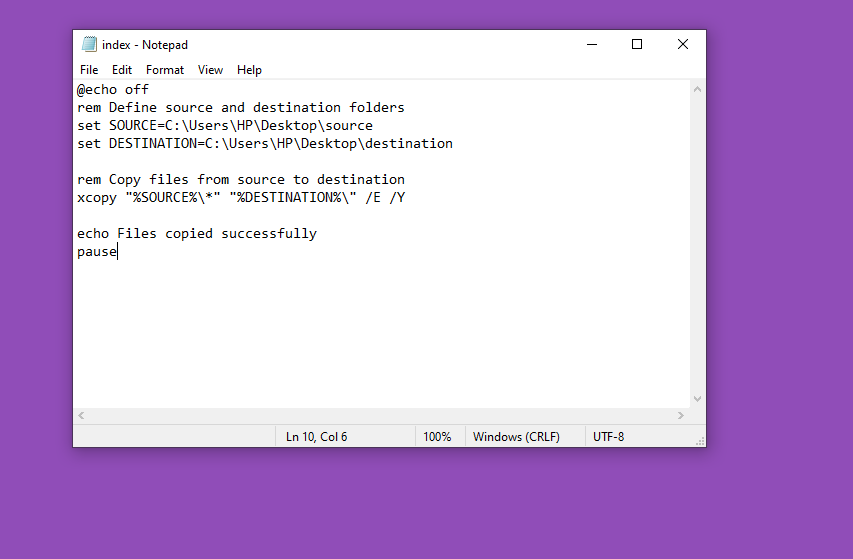 index - Notepad
File Edit Format View Help
@echo off
rem Define source and destination folders
set SOURCE=C:\Users\HP\Desktop\source
set DESTINATION=C:\Users\HP\Desktop\destination
rem Copy files from source to destination
xcopy "%SOURCE%\*" "%DESTINATION%\" /E /Y
echo Files copied successfully
pause
Ln 10, Col 6 100% Windows (CRLF) UTF-8